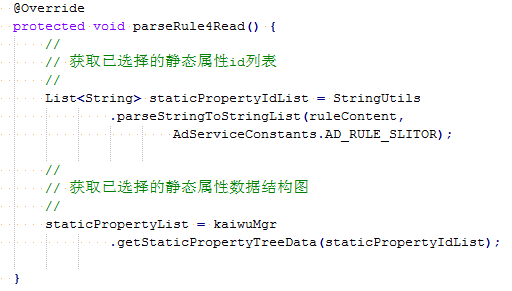 @Override
protected void parseRule4Read() {
//
// 获取已选择的静态属性id列表
//
List<String> staticPropertyIdList = StringUtils
.parseStringToStringList(ruleContent,
AdServiceConstants.AD_RULE_SLITOR);
//
// 获取已选择的静态属性数据结构图
//
staticPropertyList = kaiwuMgr
.getStaticPropertyTreeData(staticPropertyIdList);
}